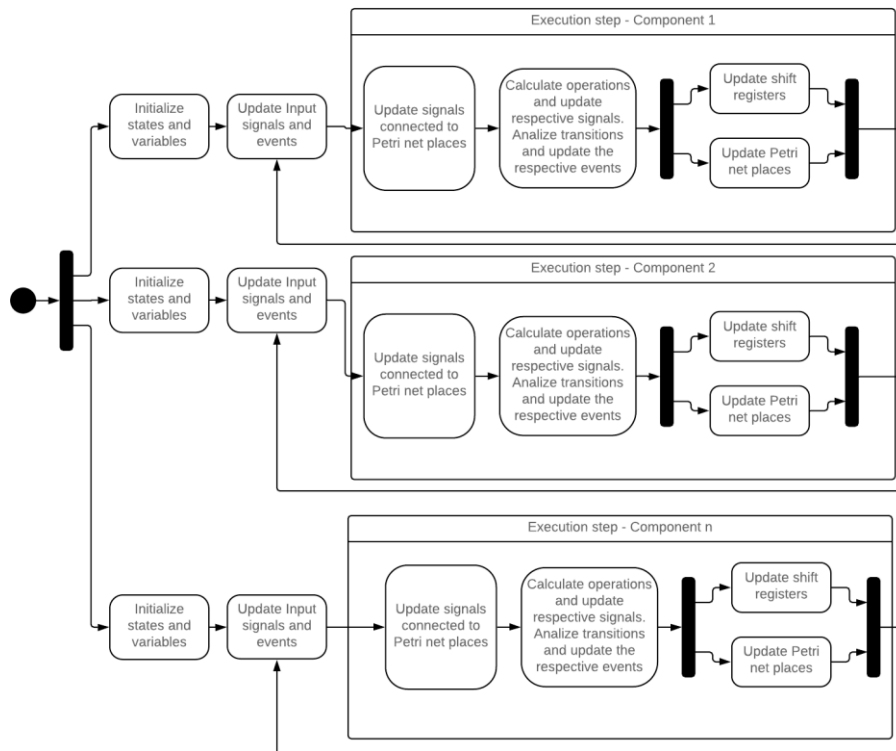 Execution step - Component 1
Initialize
states and
variables
Update Input
signals and
events
Update signals
connected to
Petri net places
Calculate operations
and update
respective signals.
Analize transitions
and update the
respective events
Update shift
registers
Update Petri
net places
Execution step - Component 2
Initialize
states and
variables
Update Input
signals and
events
Update signals
connected to
Petri net places
Calculate operations
and update
respective signals.
Analize transitions
and update the
respective events
Update shift
registers
Update Petri
net places
Execution step - Component n
Initialize
states and
variables
Update Input
signals and
events
Update signals
connected to
Petri net places
Calculate operations
and update
respective signals.
Analize transitions
and update the
respective events
Update shift
registers
Update Petri
net places